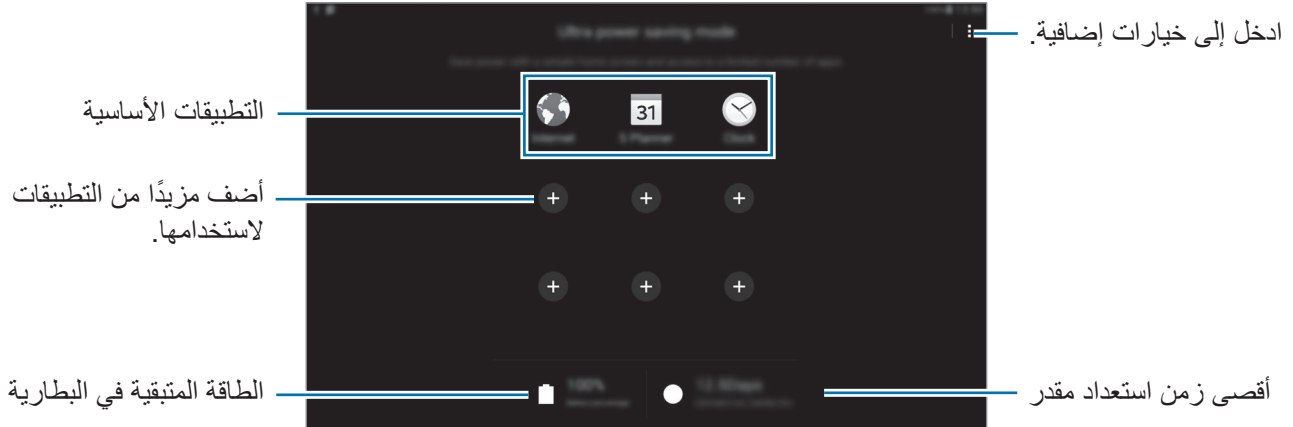 Ultra power saving mode
ادخل إلى خيارات إضافية.
Internet
31
S Planner
Clock
التطبيقات الأساسية
أضف مزيدًا من التطبيقات
لاستخدامها.
100%
الطاقة المتبقية في البطارية
أقصى زمن استعداد مقدر